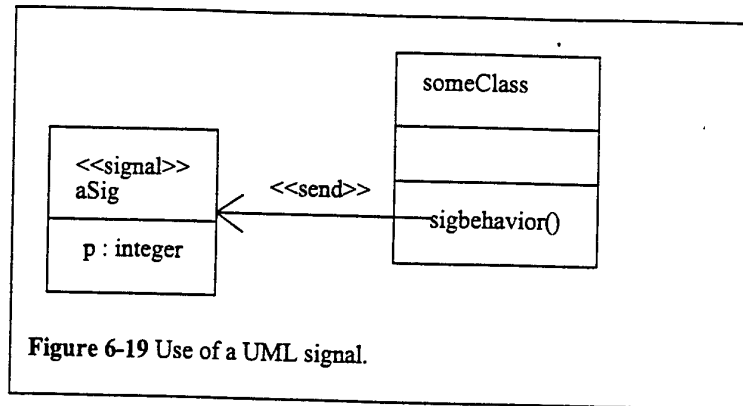 someClass
<<signal>>
aSig
<<send>>
sigbehavior()
p : integer
Figure 6-19 Use of a UML signal.